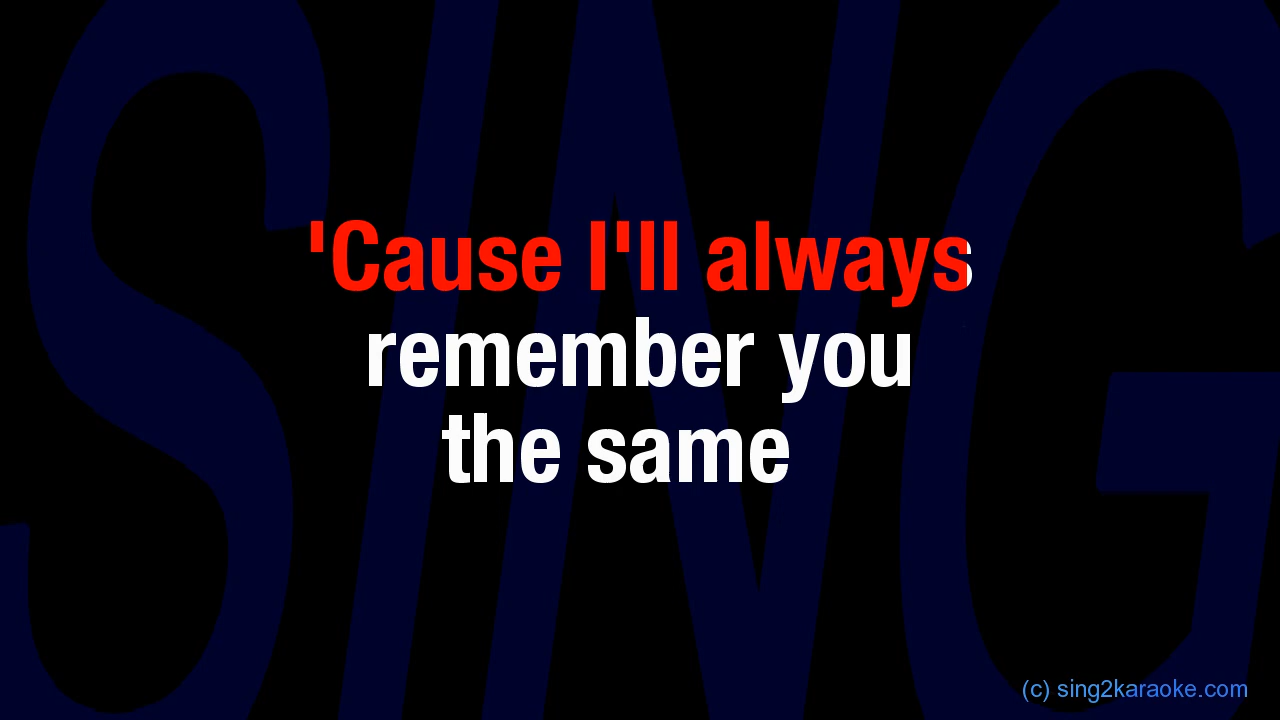 SING
'Cause I'll always
remember you
the same
(c) sing2karaoke.com